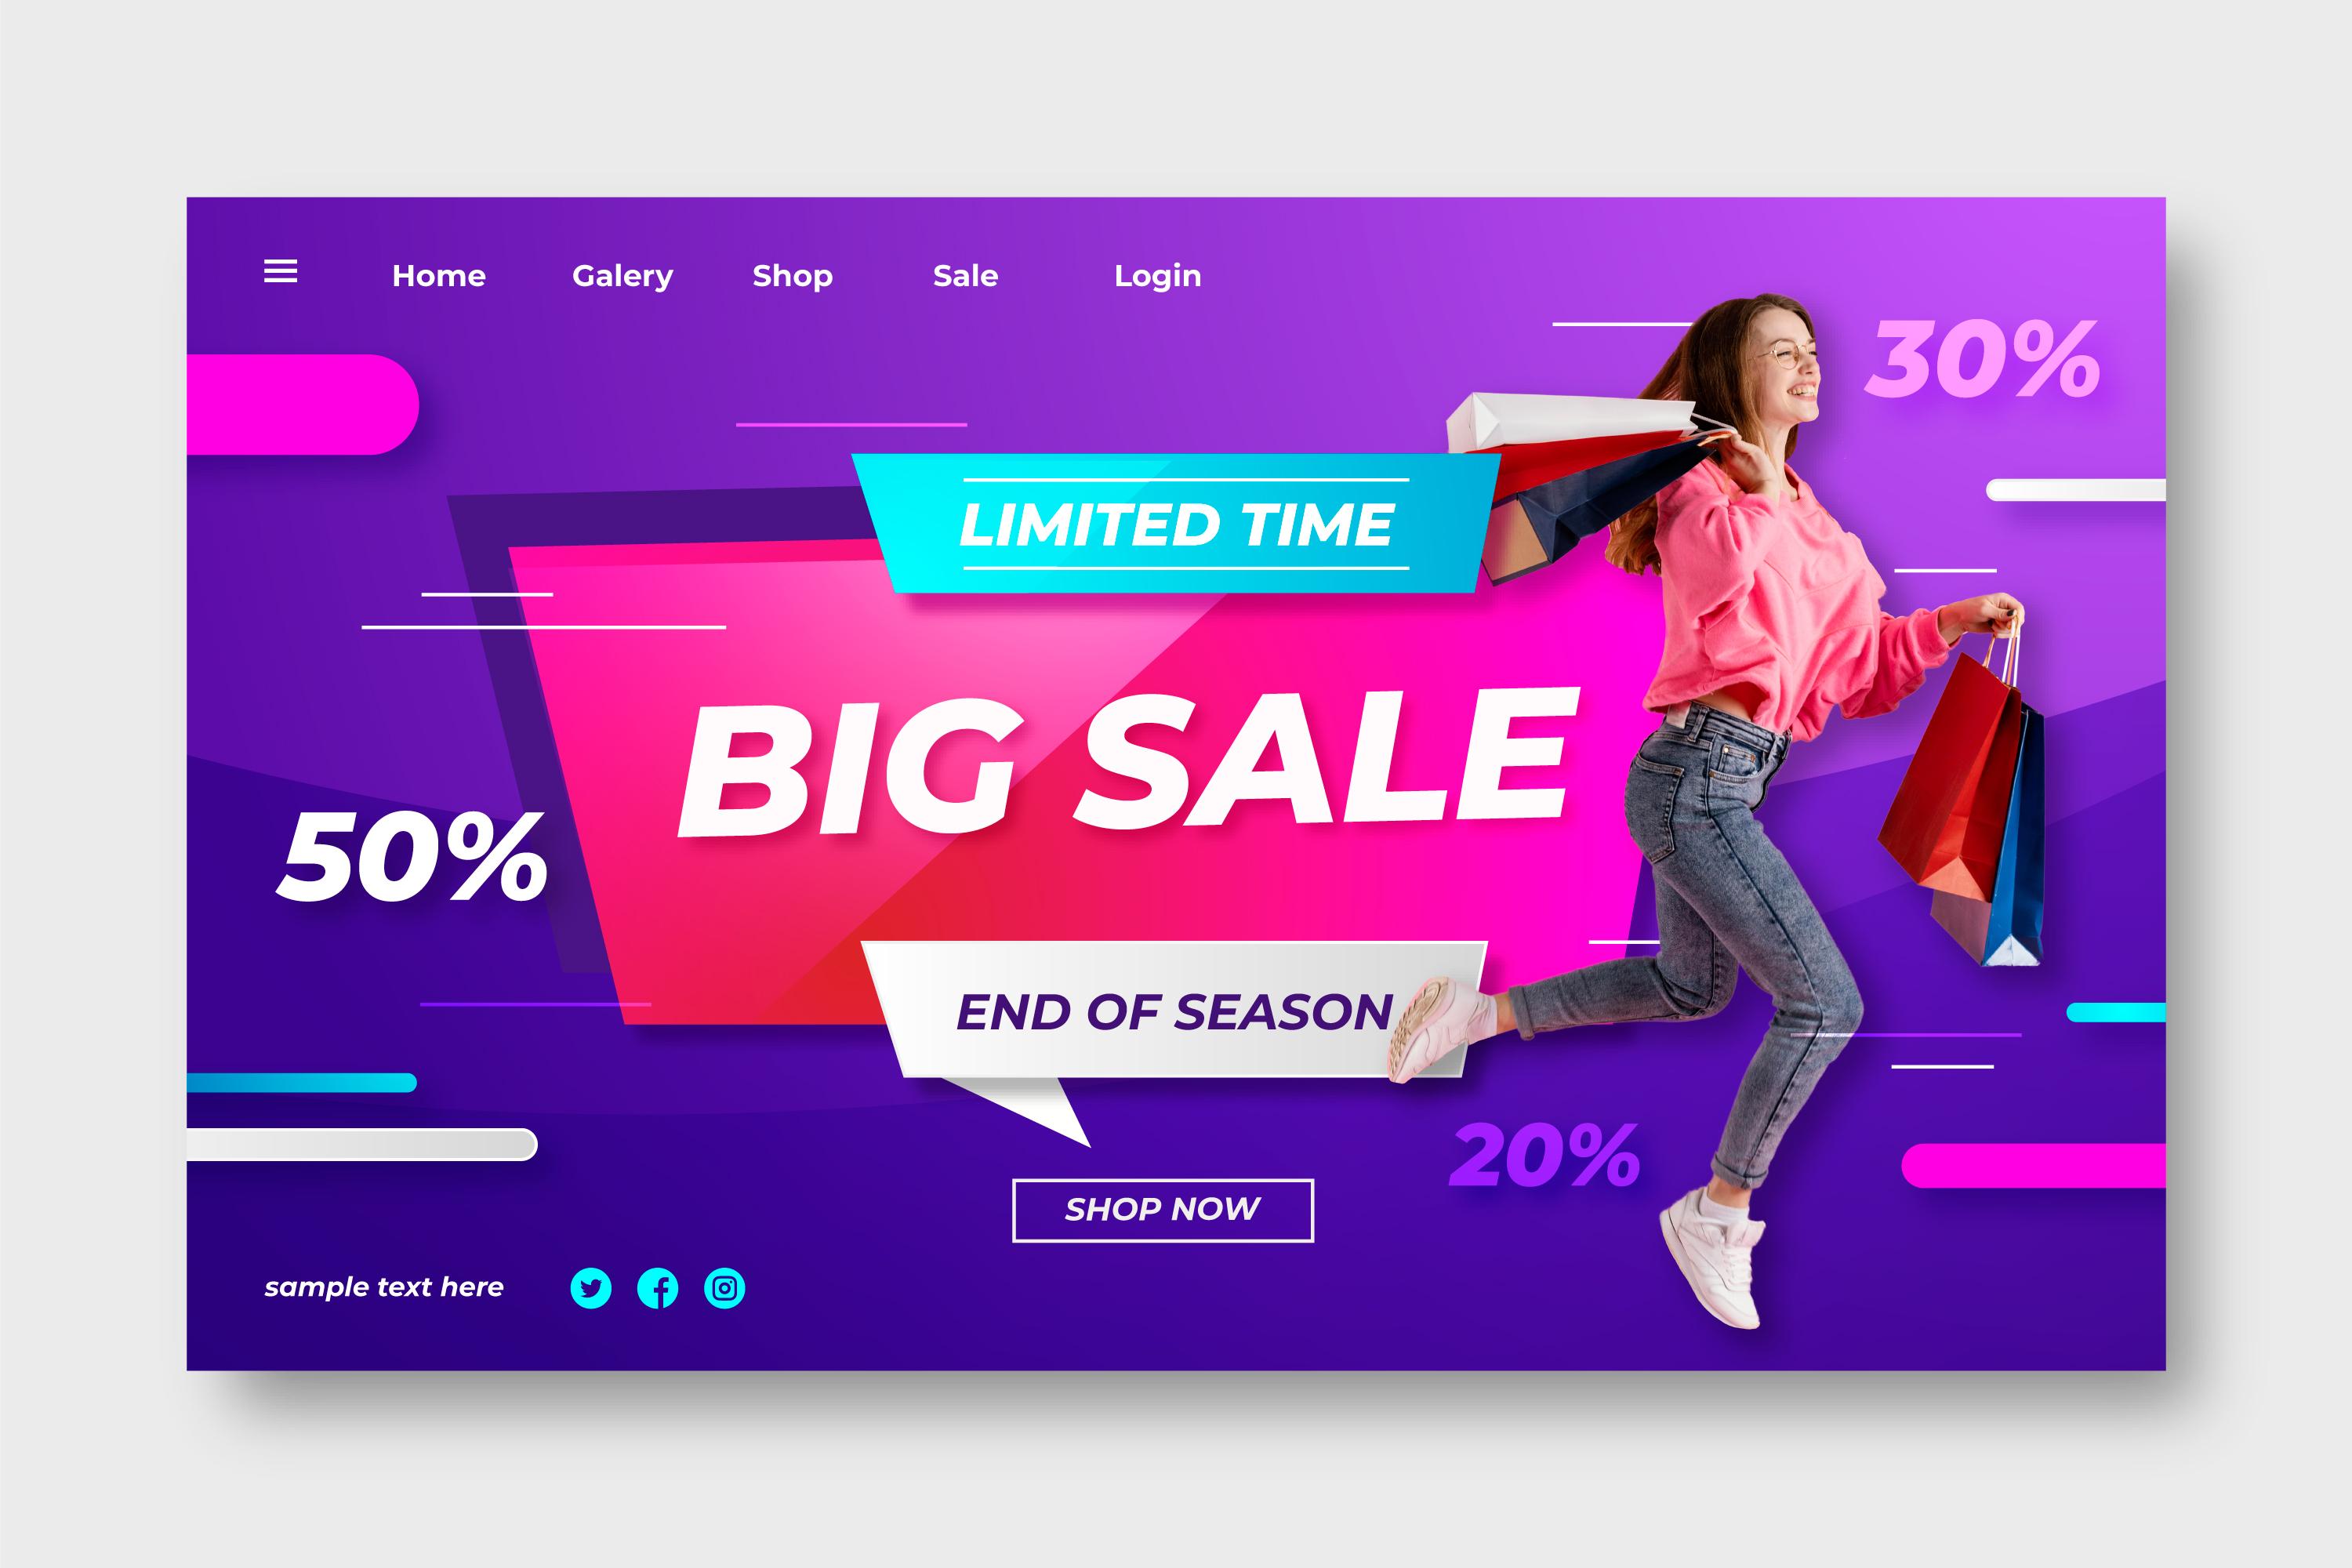 Home Galery Shop Sale Login
30%
LIMITED TIME
BIG SALE
50%
END OF SEASON
20%
SHOP NOW
sample text here